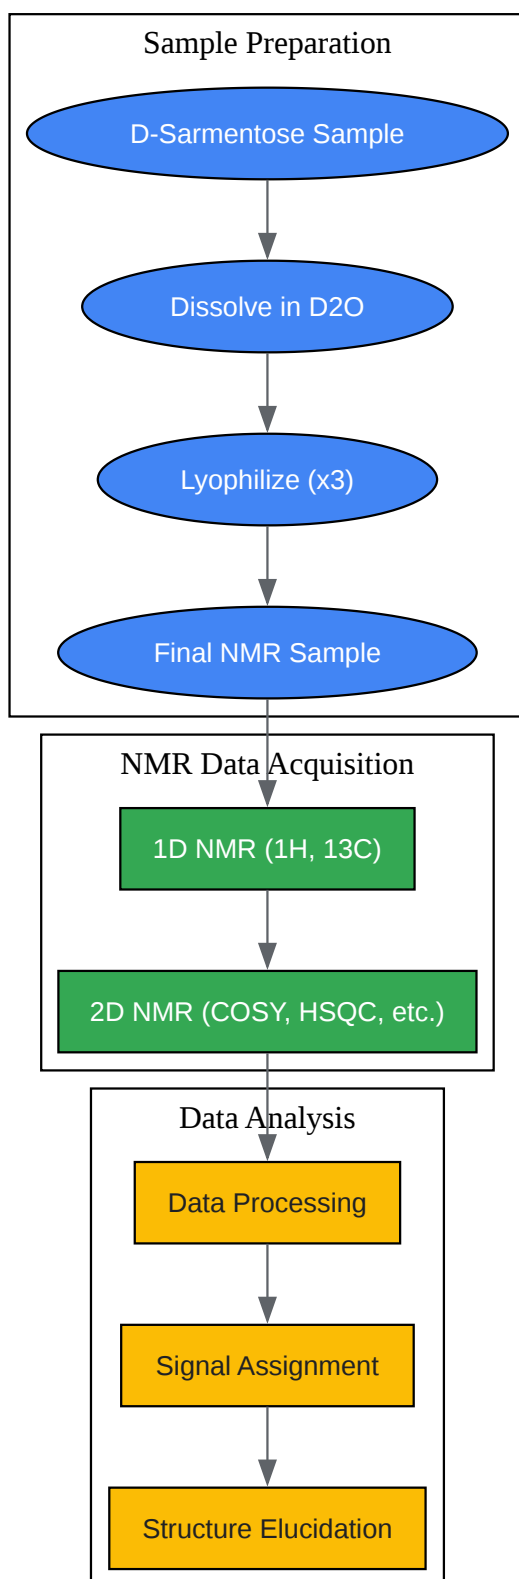 Sample Preparation
D-Sarmentose Sample
Dissolve in D2O
Lyophilize (x3)
Final NMR Sample
NMR Data Acquisition
1D NMR (1H, 13C)
2D NMR (COSY, HSQC, etc.)
Data Analysis
Data Processing
Signal Assignment
Structure Elucidation